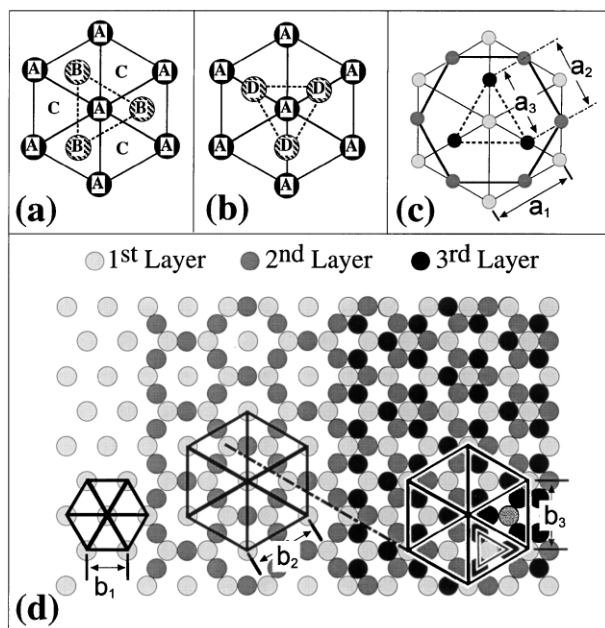 A
A A
B
C
C A B
B C
A A
A
(a)
A
A A
D D
A
D
A A
A
(b)
a2
a3
a1
(c)
1st Layer 2nd Layer 3rd Layer
b1
b2
b3
(d)